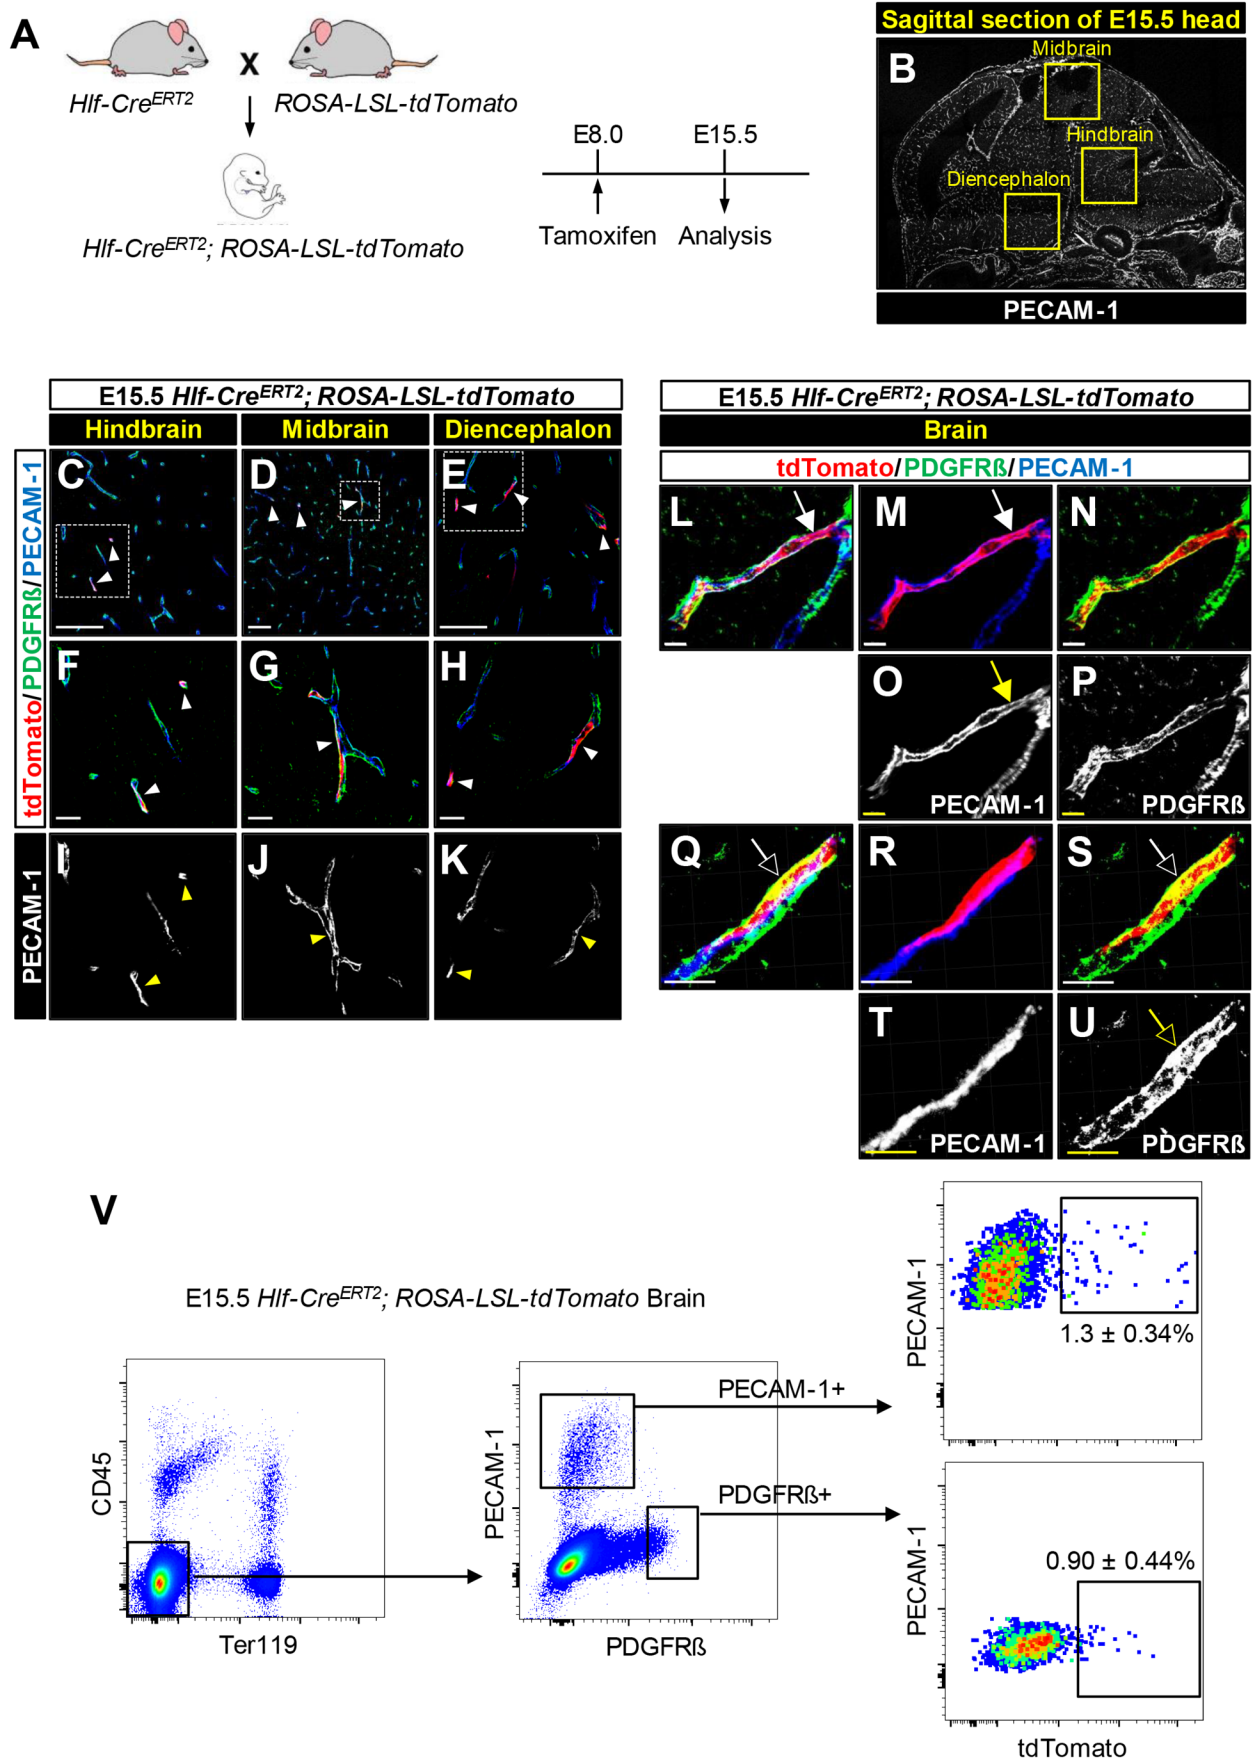 A
X
Hlf-CreERT2
ROSA-LSL-tdTomato
Hlf-CreERT2; ROSA-LSL-tdTomato
E8.0
E15.5
Tamoxifen
Analysis
Sagittal section of E15.5 head
B
Midbrain
Hindbrain
Diencephalon
PECAM-1
E15.5 Hlf-CreERT2; ROSA-LSL-tdTomato
Hindbrain
Midbrain
Diencephalon
tdTomato/PDGFRß/PECAM-1
C
D
E
F
G
H
PECAM-1
I
J
K
E15.5 Hlf-CreERT2; ROSA-LSL-tdTomato
Brain
tdTomato/PDGFRß/PECAM-1
L
M
N
O
PECAM-1
P
PDGFRß
Q
R
S
T
PECAM-1
U
PDGFRß
V
E15.5 Hlf-CreERT2; ROSA-LSL-tdTomato Brain
CD45
Ter119
PECAM-1
PDGFRß
PECAM-1+
PDGFRß+
PECAM-1
1.3 ± 0.34%
PECAM-1
0.90 ± 0.44%
tdTomato